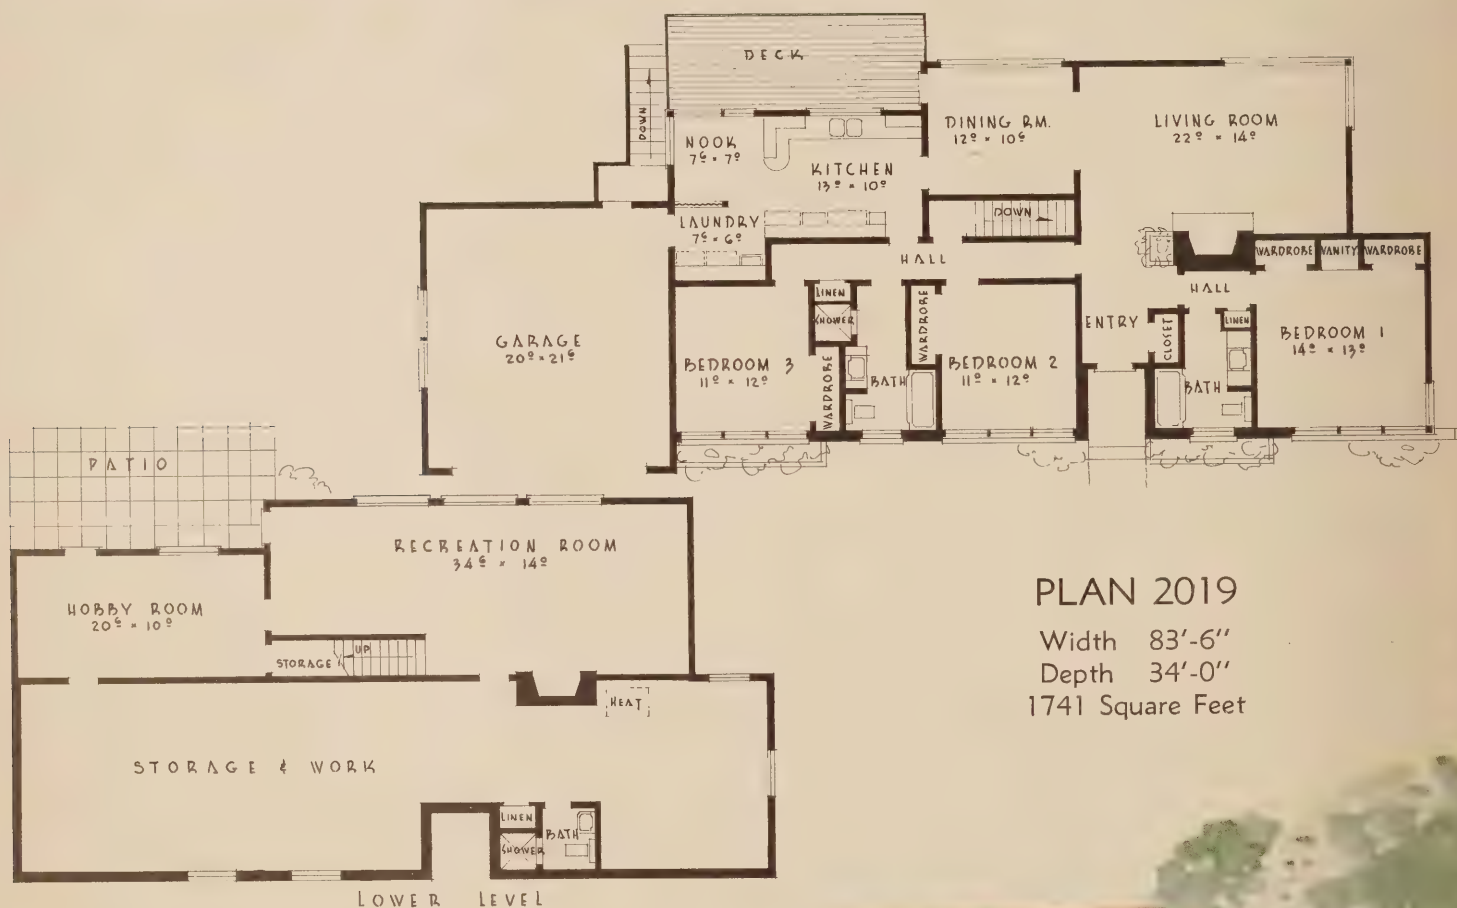 DECK
DOWN
NOOK
7⁶ × 7⁰
KITCHEN
13⁰ × 10⁰
DINING RM.
12⁰ × 10⁶
LIVING ROOM
22⁰ × 14⁰
LAUNDRY
7⁶ × 6⁰
DOWN
HALL
WARDROBE
VANITY
WARDROBE
LINEN
SHOWER
WARDROBE
HALL
GARAGE
20⁰ × 21⁶
BEDROOM 3
11⁰ × 12⁰
WARDROBE
BATH
BEDROOM 2
11⁰ × 12⁰
ENTRY
CLOSET
LINEN
BATH
BEDROOM 1
14⁰ × 13⁰
PATIO
RECREATION ROOM
34⁶ × 14⁰
HOBBY ROOM
20⁶ × 10⁰
STORAGE
UP
HEAT
STORAGE & WORK
LINEN
SHOWER
BATH
LOWER LEVEL
PLAN 2019
Width 83'-6"
Depth 34'-0"
1741 Square Feet